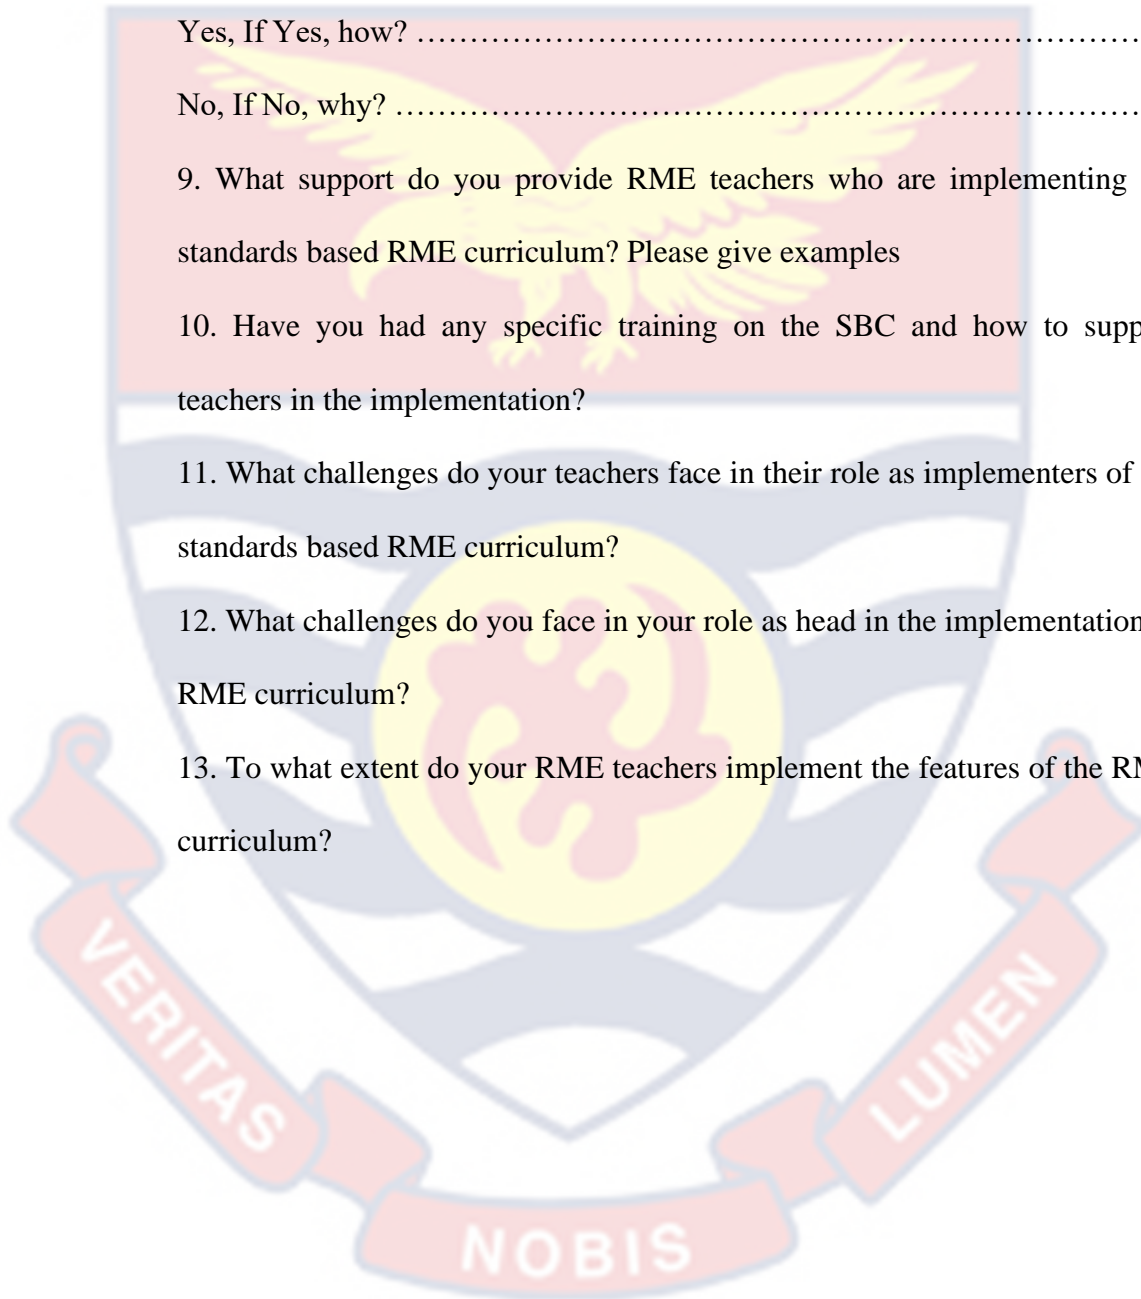 Yes, If Yes, how? ……………………………………………………………………
No, If No, why? ……………………………………………………………………
9. What support do you provide RME teachers who are implementing
standards based RME curriculum? Please give examples
10. Have you had any specific training on the SBC and how to supp
teachers in the implementation?
11. What challenges do your teachers face in their role as implementers of
standards based RME curriculum?
12. What challenges do you face in your role as head in the implementation
RME curriculum?
13. To what extent do your RME teachers implement the features of the
curriculum?
VERITAS
NOBIS
LUMEN